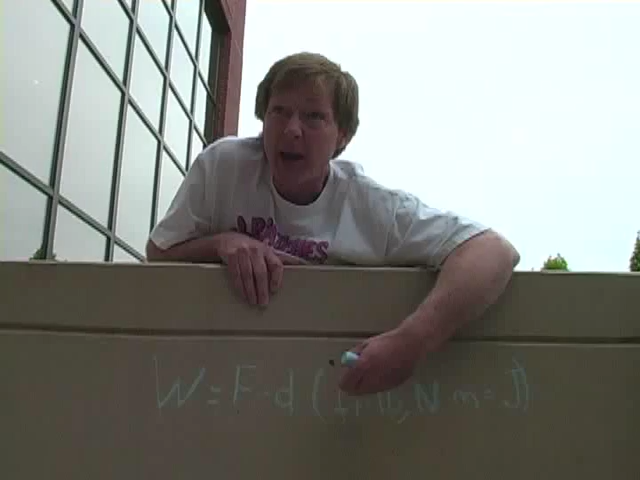 W = F · d (ft·lb, N m = J)